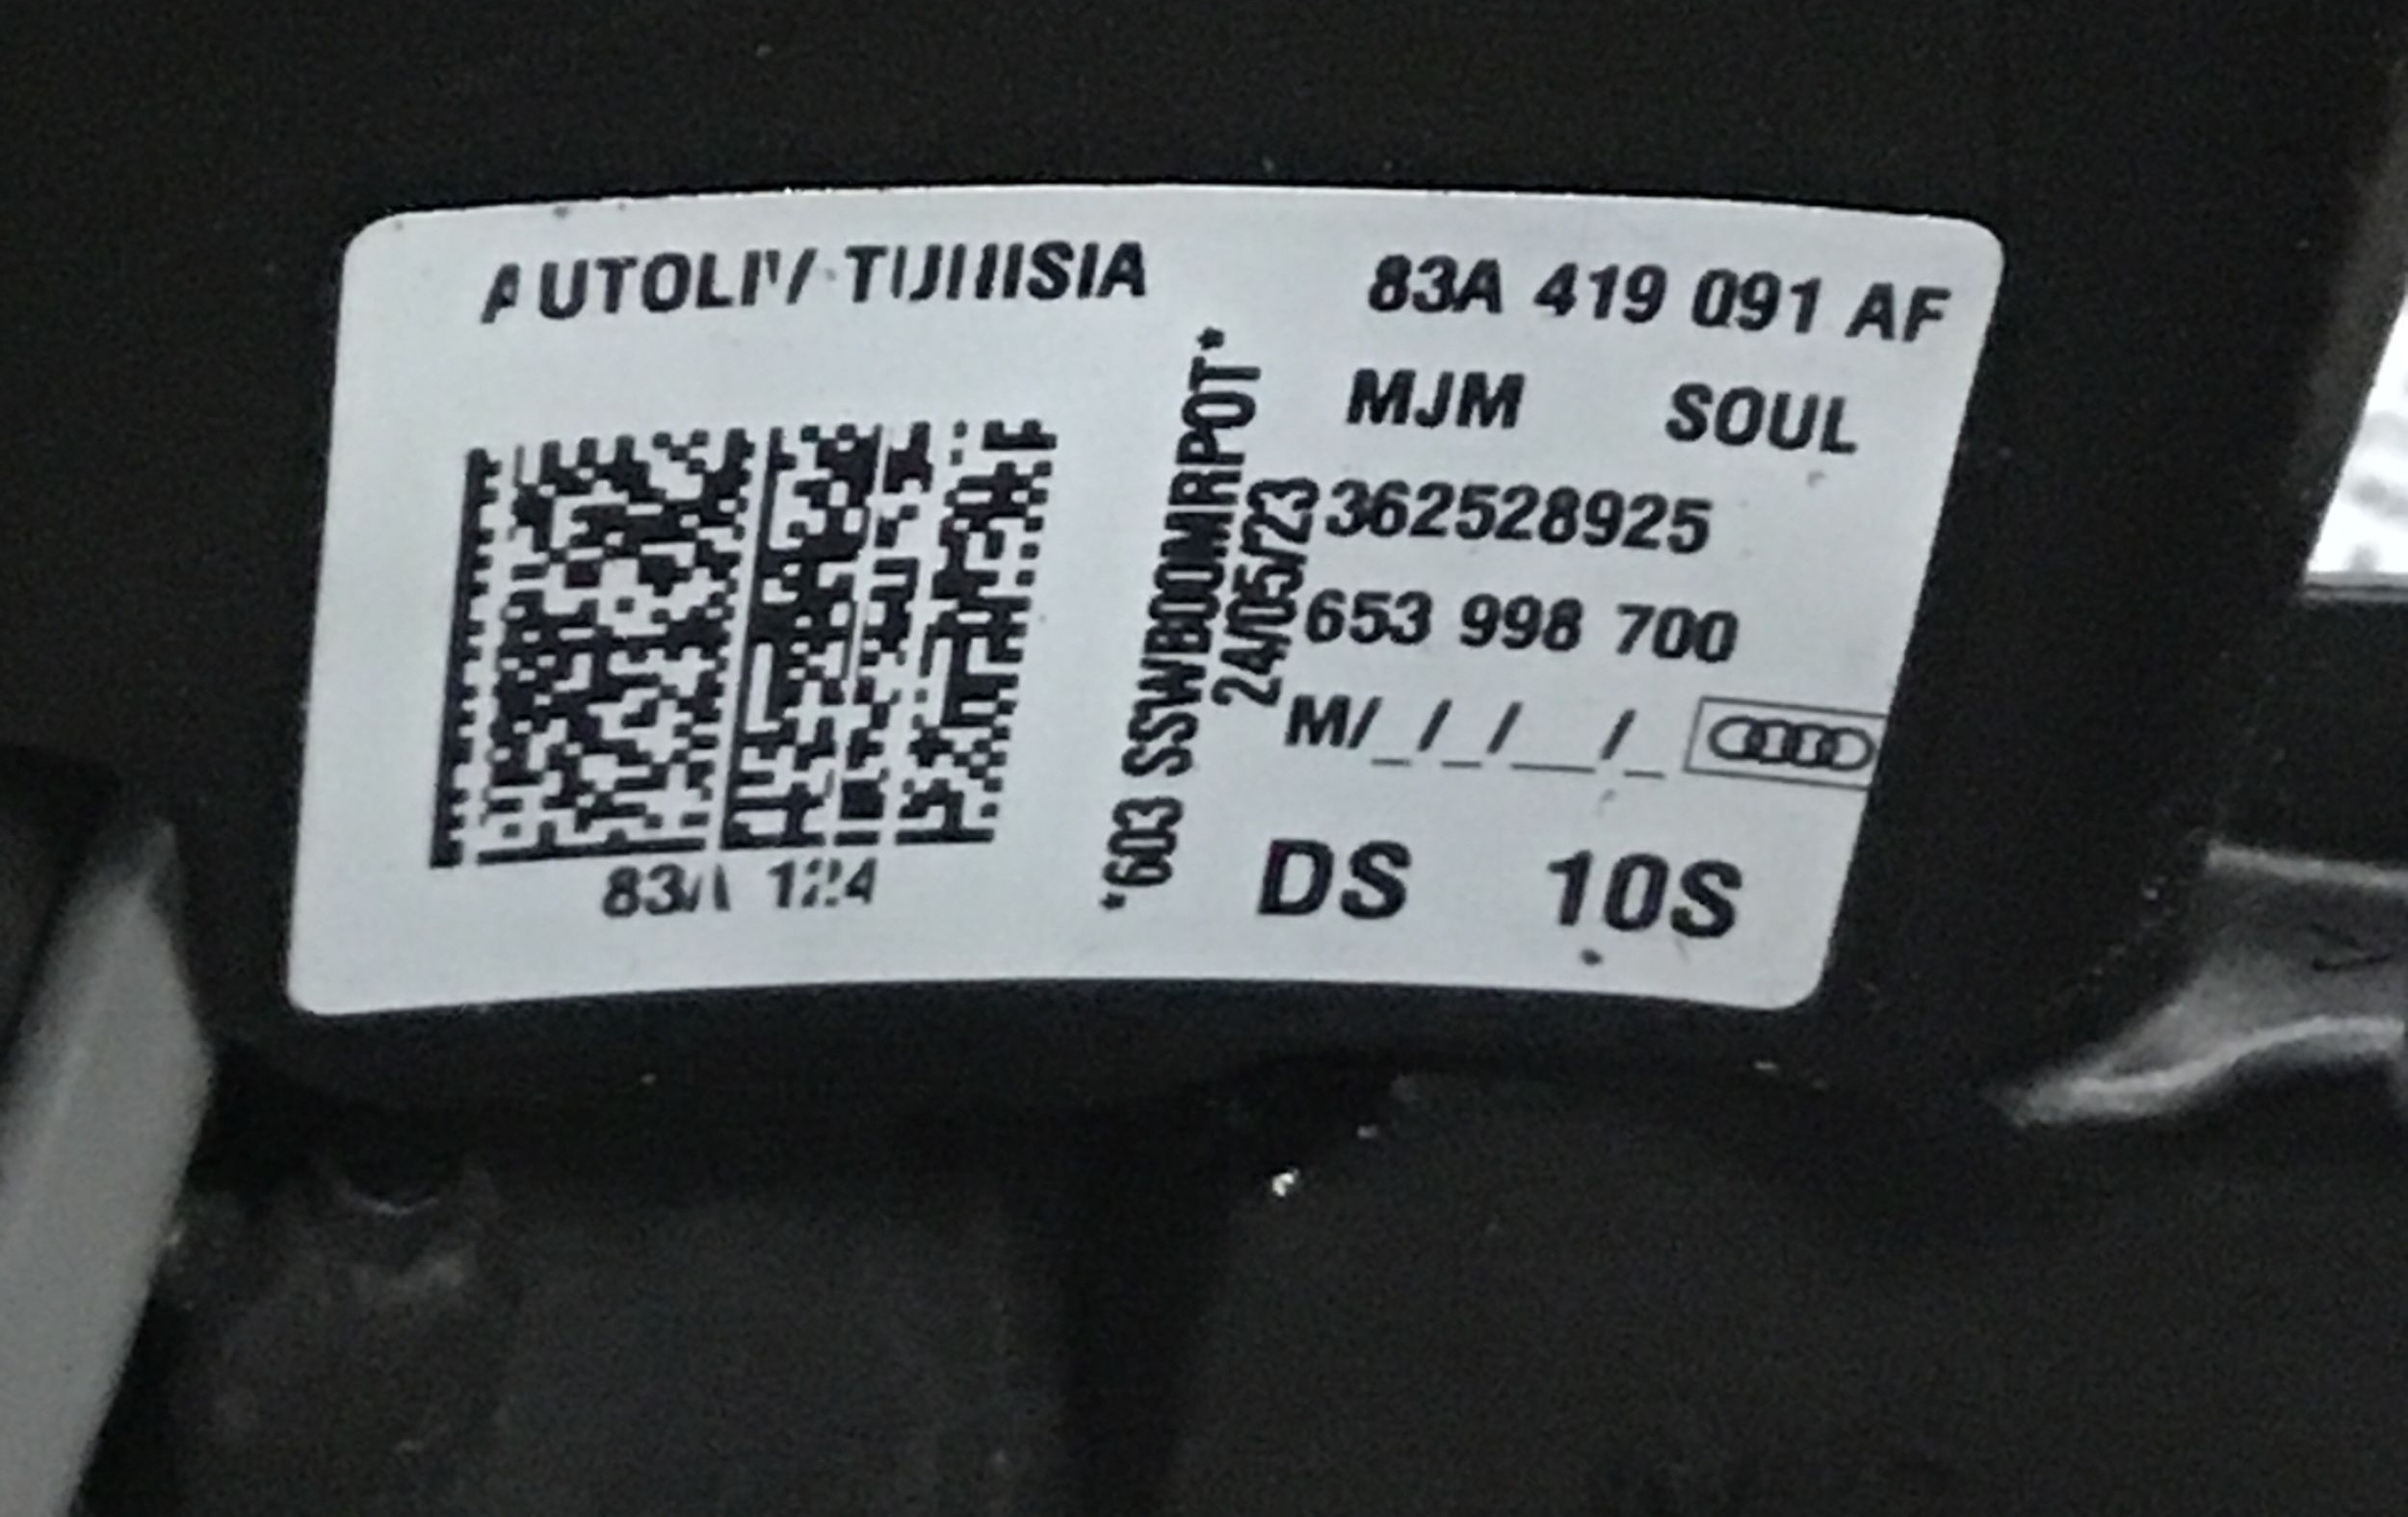 AUTOLIV TUNISIA
83A 124
*603 SSWB00MRPOT*
24/05/23
83A 419 091 AF
MJM SOUL
362528925
653 998 700
M/_/_/__/_
DS 10S